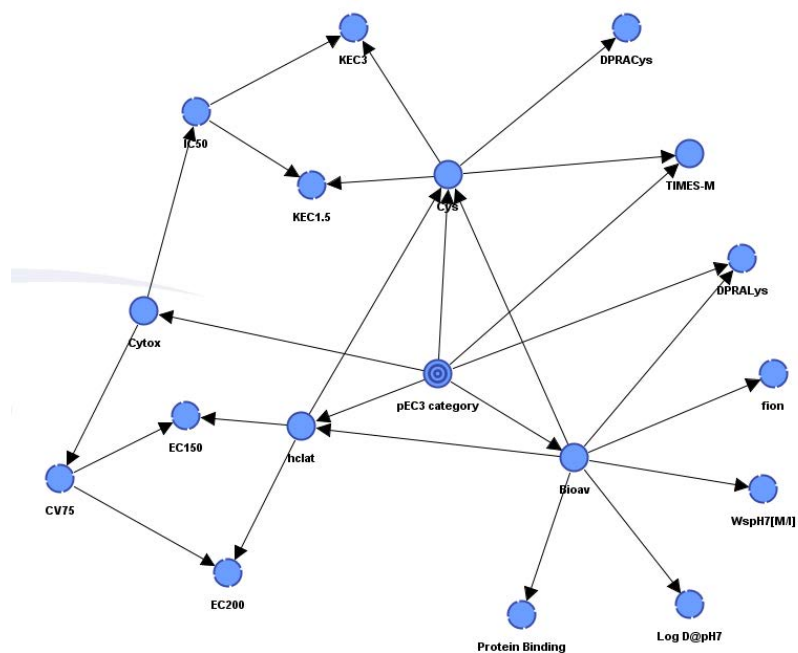 KEC3
DPRACys
IC50
TIMES-M
KEC1.5
Cys
DPRALys
Cytox
pEC3 category
fion
EC150
hclat
Bioav
CV75
WspH7[M/l]
EC200
Protein Binding
Log D@pH7